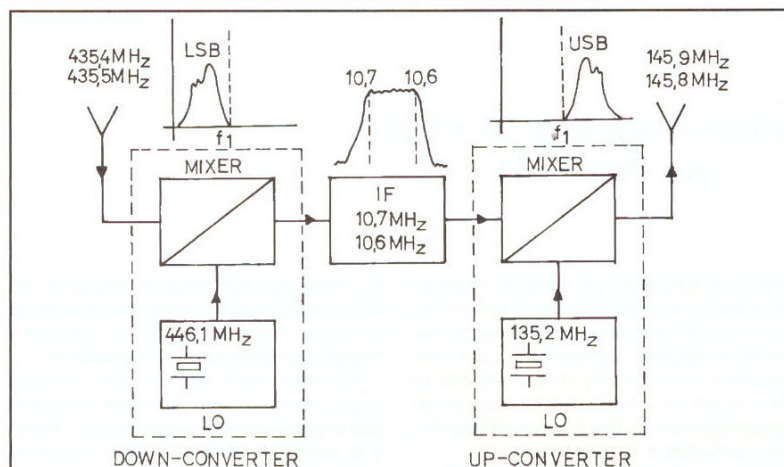 435,4 MHz
435,5 MHz
LSB
f1
10,7 10,6
USB
f1
145,9 MHz
145,8 MHz
MIXER
IF
10,7 MHz
10,6 MHz
MIXER
446,1 MHz
LO
135,2 MHz
LO
DOWN-CONVERTER
UP-CONVERTER